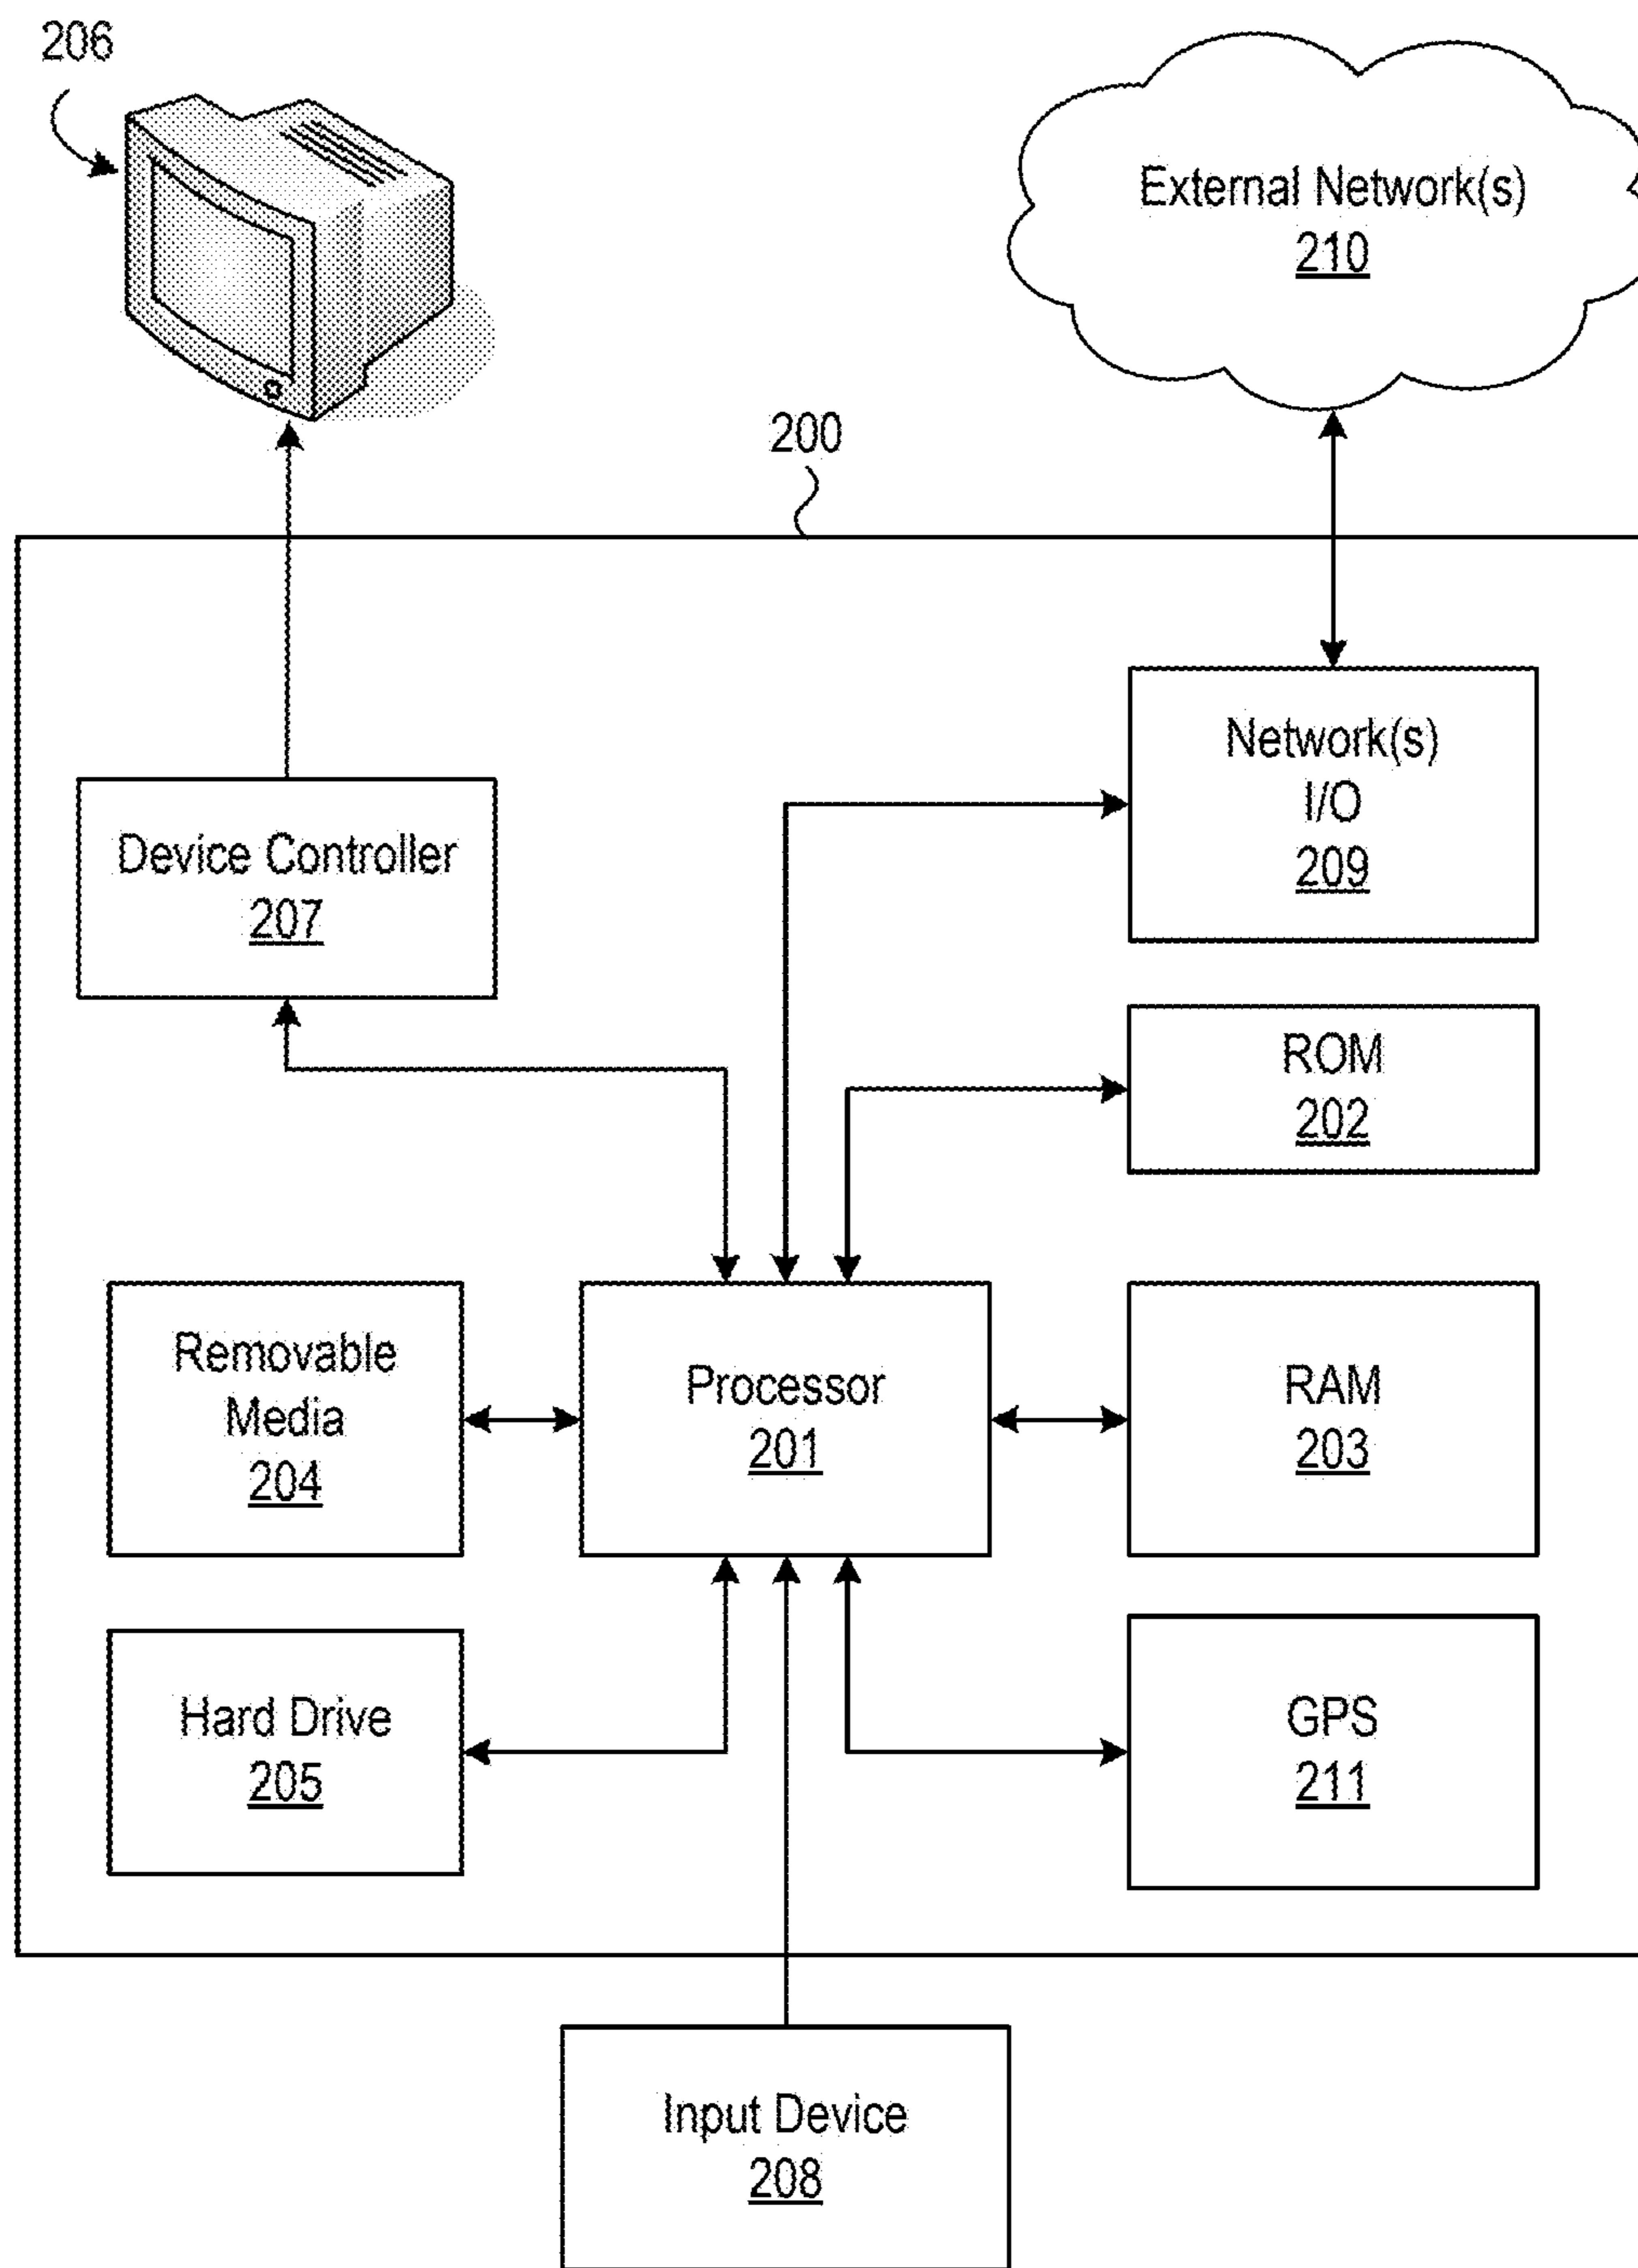 206
External Network(s)
210
200
Network(s)
I/O
209
Device Controller
207
ROM
202
Removable
Media
204
Processor
201
RAM
203
Hard Drive
205
GPS
211
Input Device
208